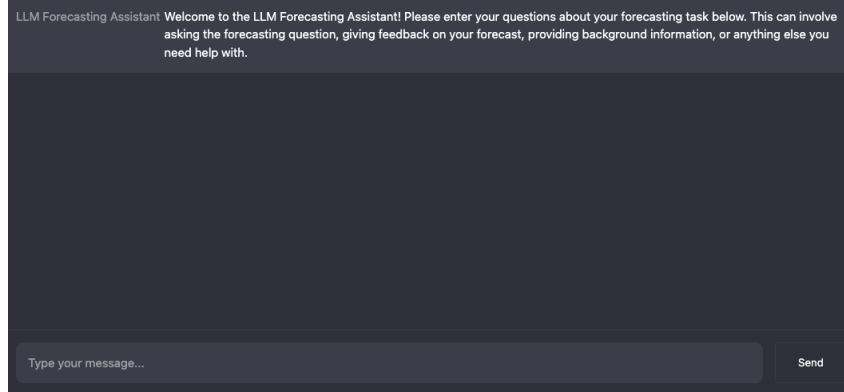 LLM Forecasting Assistant Welcome to the LLM Forecasting Assistant! Please enter your questions about your forecasting task below. This can involve
asking the forecasting question, giving feedback on your forecast, providing background information, or anything else you
need help with.
Type your message...
Send